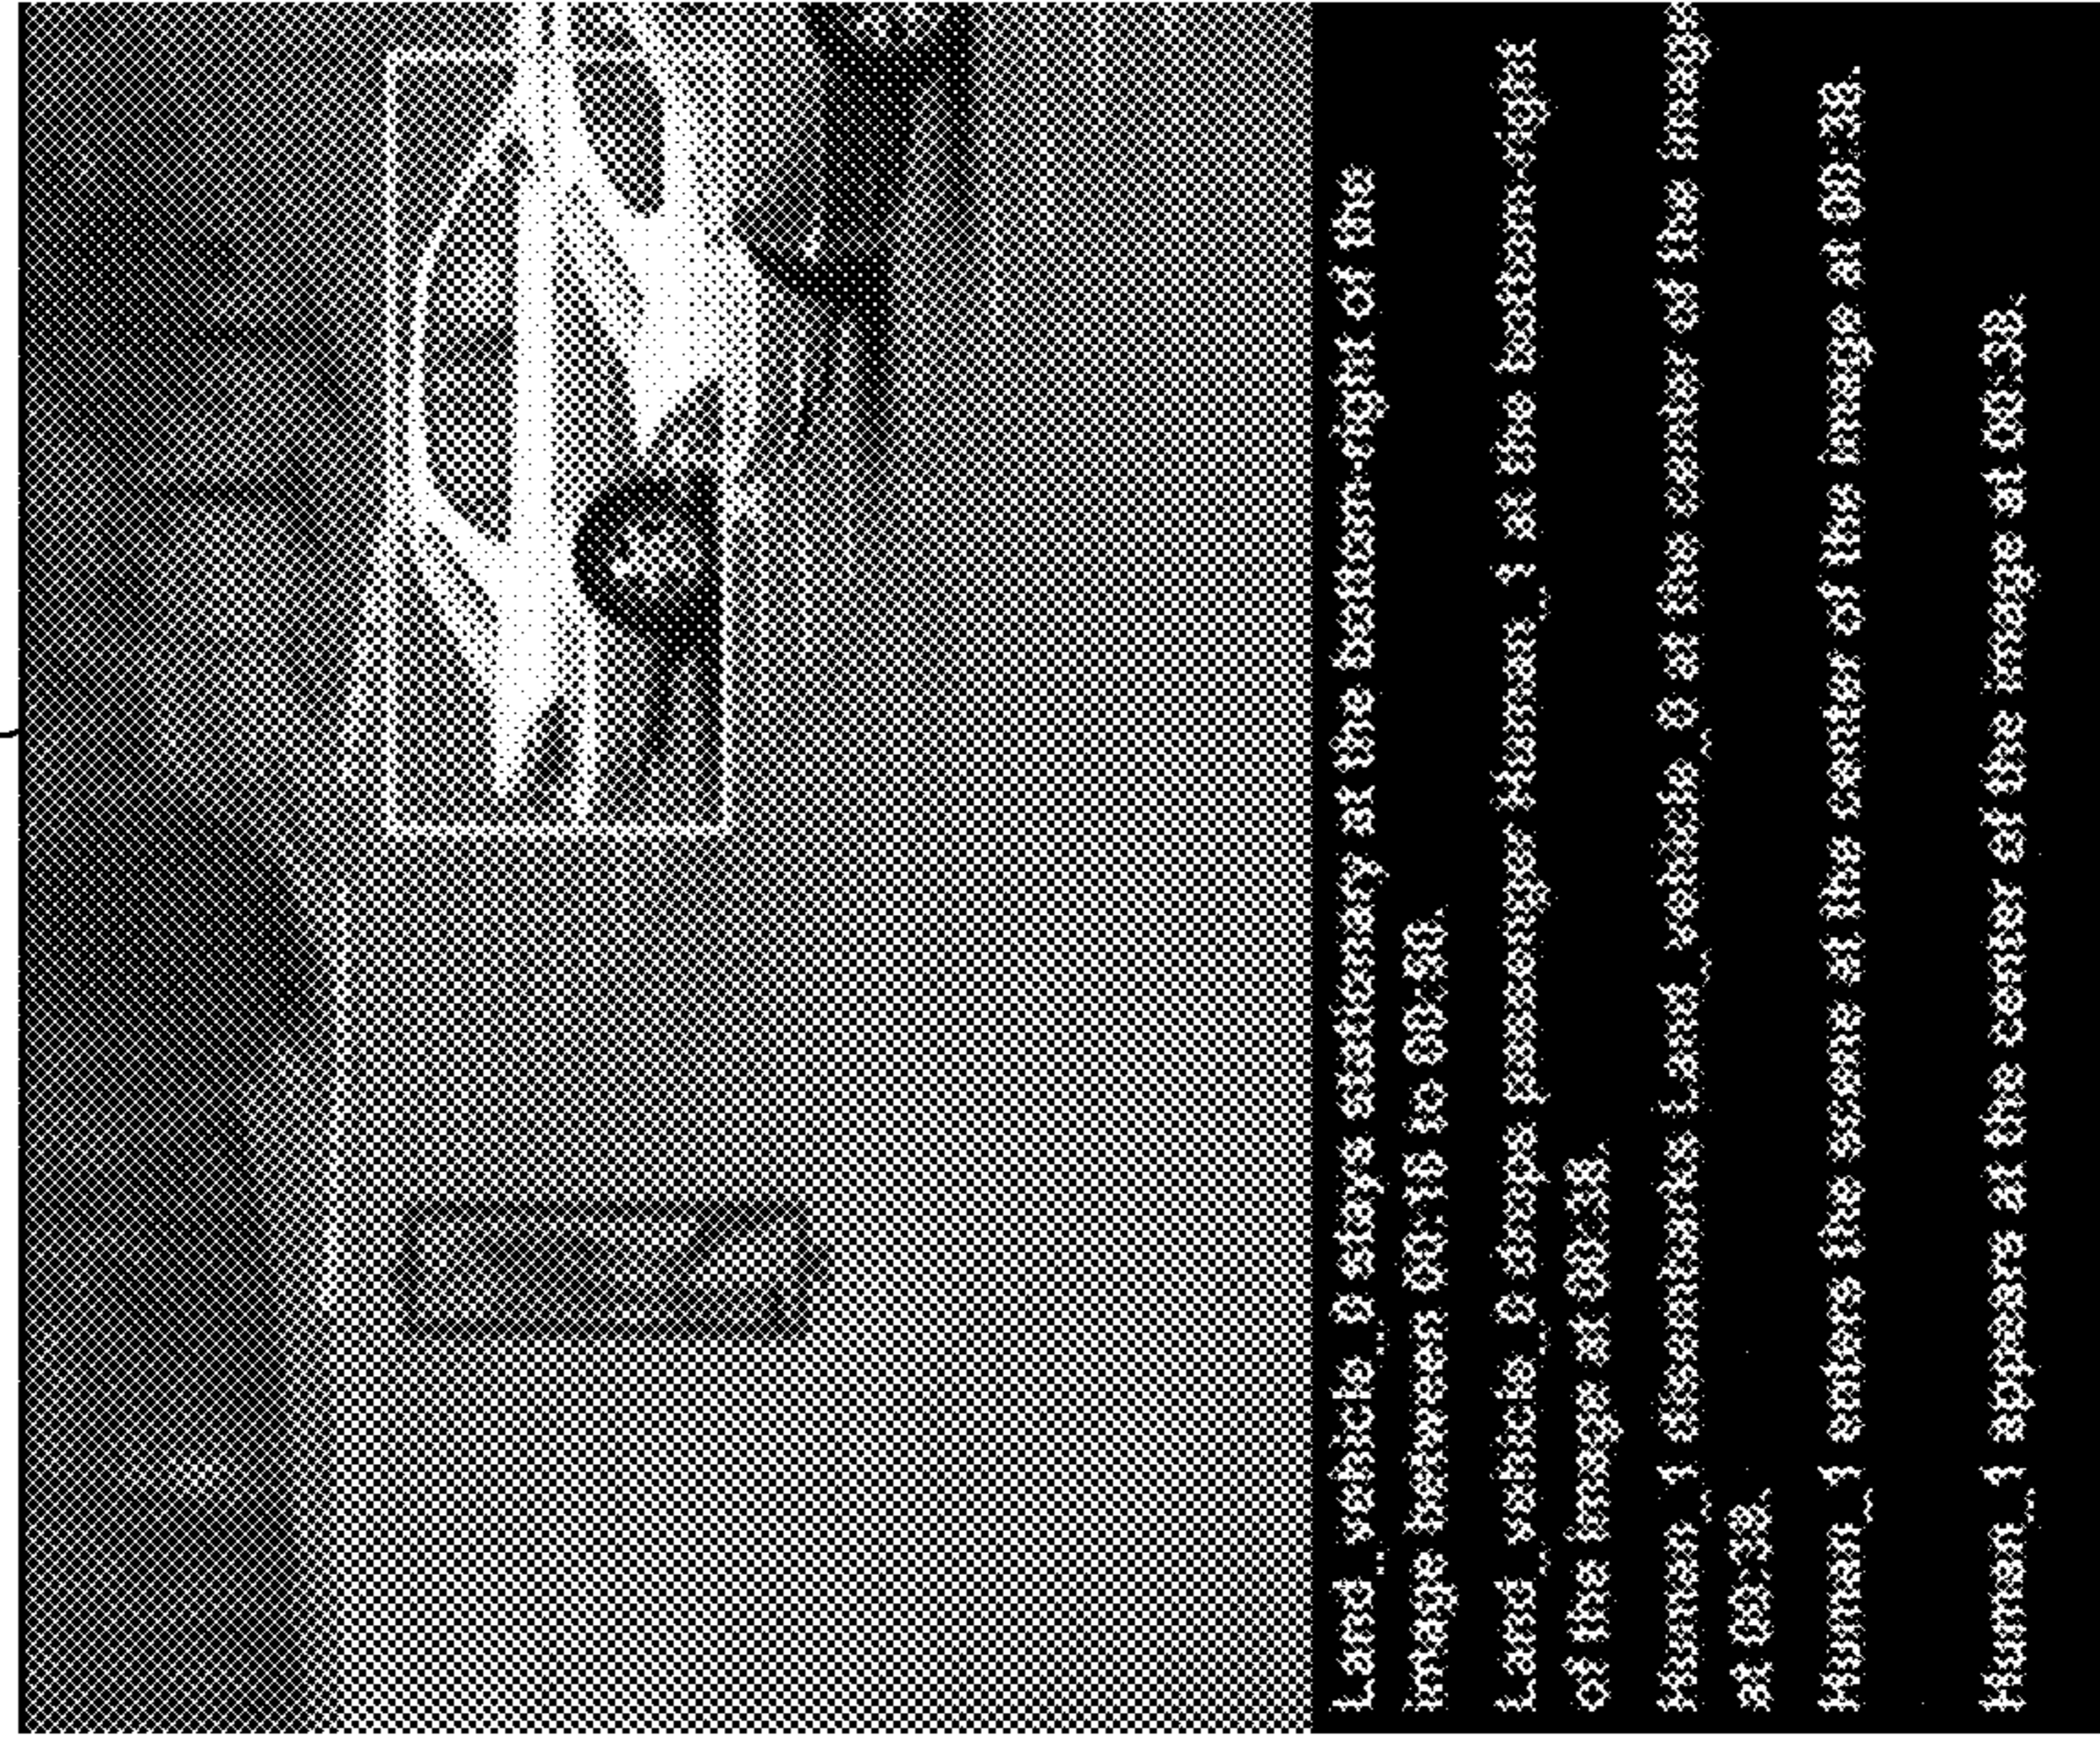 Land_vehicle_0 stays stationary at the bottom-right of the
image between 00:18 to 00:50.
Land_vehicle_0 drops passenger Human_1 at the bottom-right
of the image at 00:38.
Human_1 disembarks Land_vehicle_0 at the center of the image
at 00:38.
Human_1 enters the scene at the center of the image at 00:38.
Human_1 appears at the center of the image at 00:38.